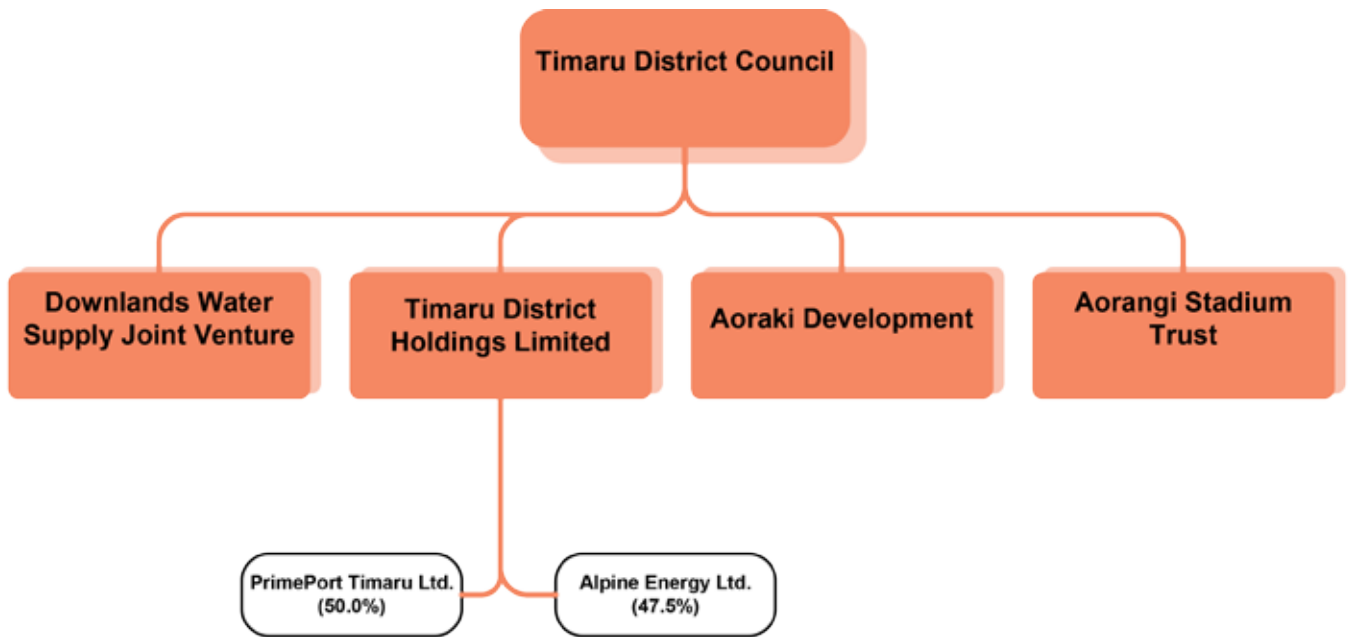 Timaru District Council
Downlands Water
Supply Joint Venture
Timaru District
Holdings Limited
Aoraki Development
Aorangi Stadium
Trust
PrimePort Timaru Ltd.
(50.0%)
Alpine Energy Ltd.
(47.5%)